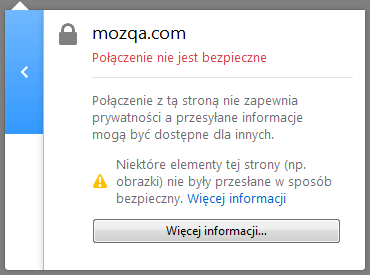 mozqa.com
Połączenie nie jest bezpieczne
Połączenie z tą stroną nie zapewnia
prywatności a przesyłane informacje
mogą być dostępne dla innych.
Niektóre elementy tej strony (np.
obrazki) nie były przesłane w sposób
bezpieczny. Więcej informacji
Więcej informacji...